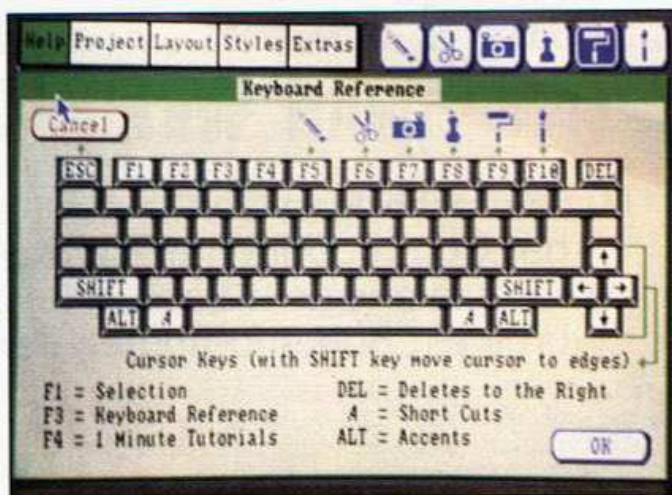 Help Project Layout Styles Extras
Keyboard Reference
Cancel
ESC F1 F2 F3 F4 F5 F6 F7 F8 F9 F10 DEL
SHIFT SHIFT
ALT A A ALT
Cursor Keys (with SHIFT key move cursor to edges)
F1 = Selection
F3 = Keyboard Reference
F4 = 1 Minute Tutorials
DEL = Deletes to the Right
A = Short Cuts
ALT = Accents
OK